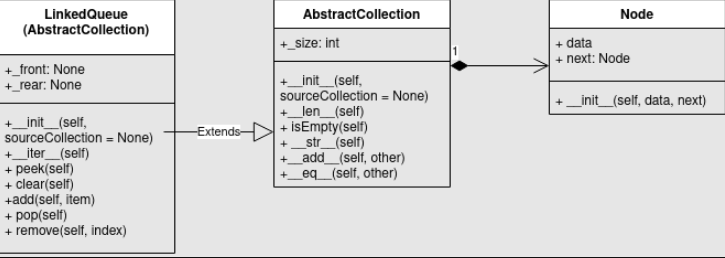 LinkedQueue
(AbstractCollection)
+_front: None
+_rear: None
+__init__(self,
sourceCollection = None)
+__iter__(self)
+ peek(self)
+ clear(self)
+add(self, item)
+ pop(self)
+ remove(self, index)
Extends
AbstractCollection
+_size: int
+__init__(self,
sourceCollection = None)
+__len__(self)
+ isEmpty(self)
+ __str__(self)
+__add__(self, other)
+__eq__(self, other)
1
Node
+ data
+ next: Node
+ __init__(self, data, next)